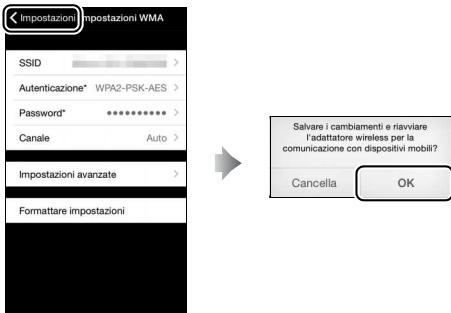 Impostazioni Impostazioni WMA
SSID
Autenticazione* WPA2-PSK-AES
Password* ••••••••••
Canale Auto
Impostazioni avanzate
Formattare impostazioni
Salvare i cambiamenti e riavviare
l'adattatore wireless per la
comunicazione con dispositivi mobili?
Cancella OK